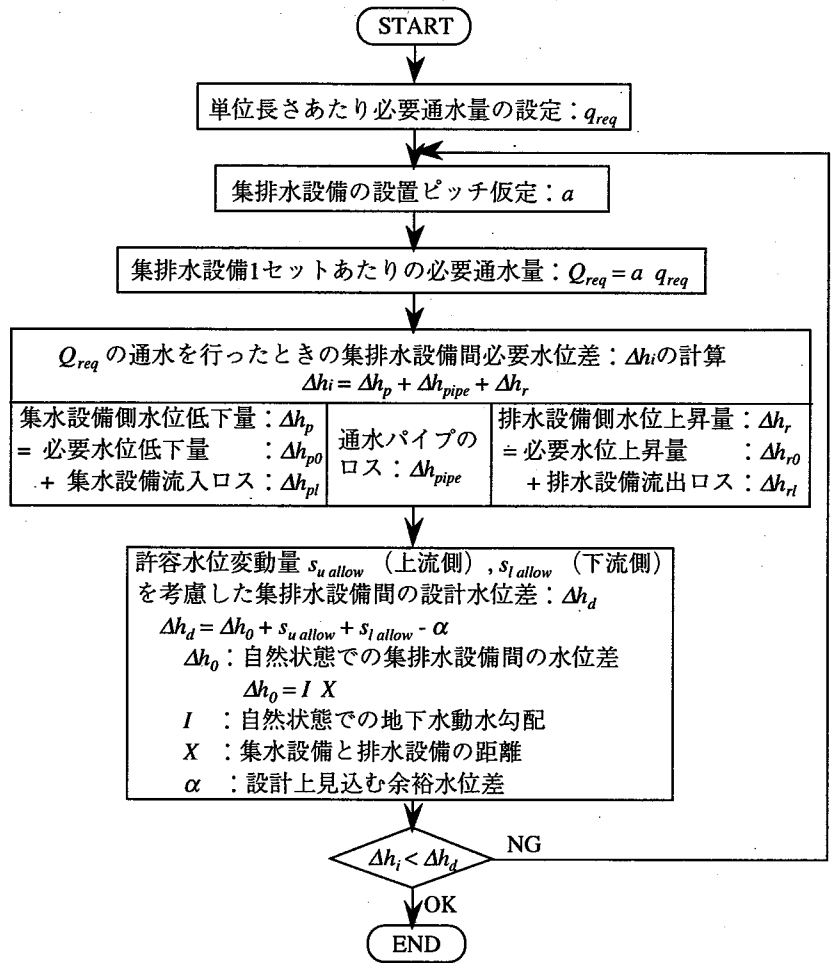 START
単位長さあたり必要通水量の設定：q_req
集排水設備の設置ピッチ仮定：a
集排水設備1セットあたりの必要通水量：Q_req = a q_req
Q_req の通水を行ったときの集排水設備間必要水位差：Δhiの計算
Δhi = Δh_p + Δh_pipe + Δh_r
集水設備側水位低下量：Δh_p
= 必要水位低下量　　：Δh_p0
+ 集水設備流入ロス：Δh_pl
通水パイプの
ロス：Δh_pipe
排水設備側水位上昇量：Δh_r
=必要水位上昇量　　：Δh_r0
+排水設備流出ロス：Δh_rl
許容水位変動量 s_u allow （上流側）, s_l allow （下流側）
を考慮した集排水設備間の設計水位差：Δh_d
Δh_d = Δh_0 + s_u allow + s_l allow - α
Δh_0：自然状態での集排水設備間の水位差
Δh_0 = I X
I ：自然状態での地下水動水勾配
X ：集水設備と排水設備の距離
α ：設計上見込む余裕水位差
Δh_i < Δh_d
NG
OK
END